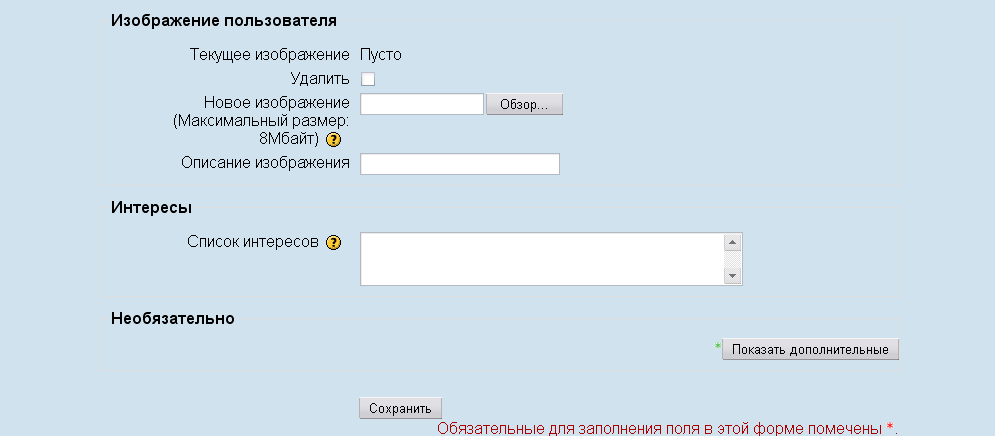 Изображение пользователя
Текущее изображение Пусто
Удалить
Новое изображение Обзор...
(Максимальный размер:
8Мбайт) ?
Описание изображения
Интересы
Список интересов ?
Необязательно
* Показать дополнительные
Сохранить
Обязательные для заполнения поля в этой форме помечены *.